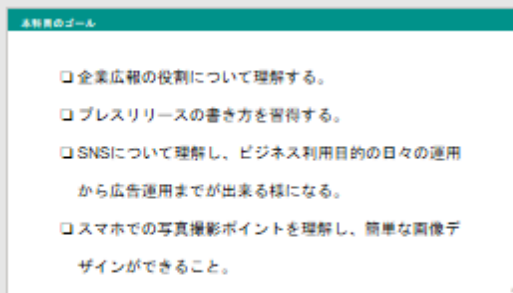 本科目のゴール
❑ 企業広報の役割について理解する。
❑ プレスリリースの書き方を習得する。
❑ SNSについて理解し、ビジネス利用目的の日々の運用
から広告運用までが出来る様になる。
❑ スマホでの写真撮影ポイントを理解し、簡単な画像デ
ザインができること。